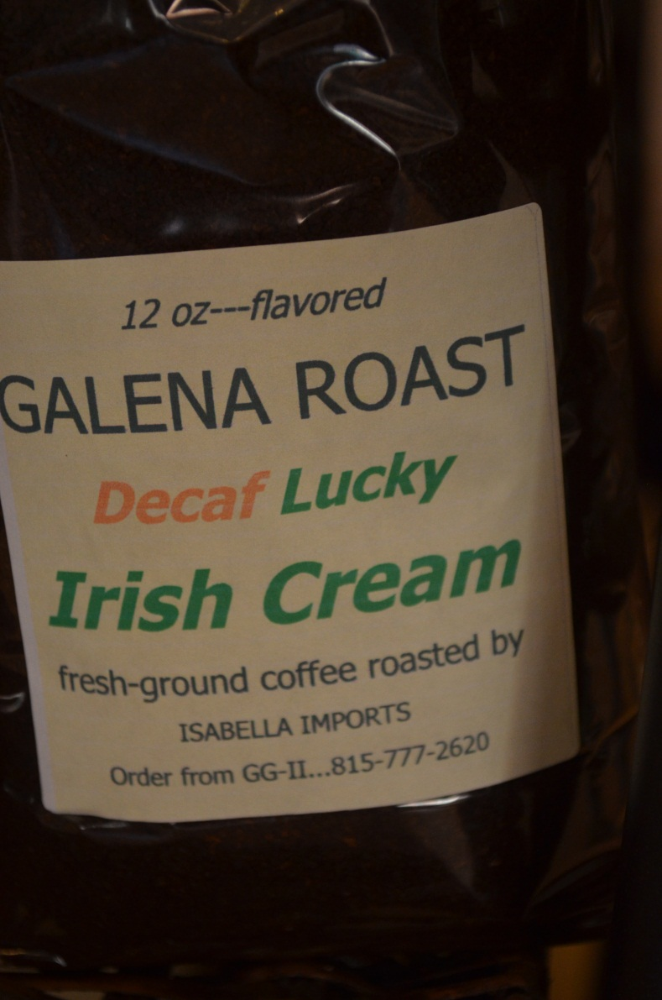 12 oz---flavored
GALENA ROAST
Decaf Lucky
Irish Cream
fresh-ground coffee roasted by
ISABELLA IMPORTS
Order from GG-II...815-777-2620